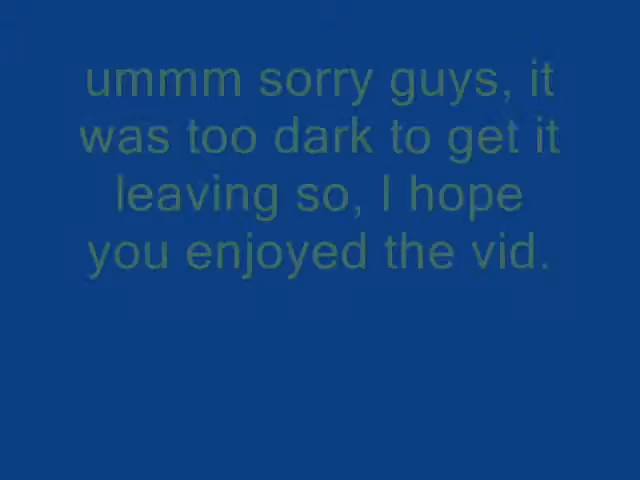 ummm sorry guys, it
was too dark to get it
leaving so, I hope
you enjoyed the vid.